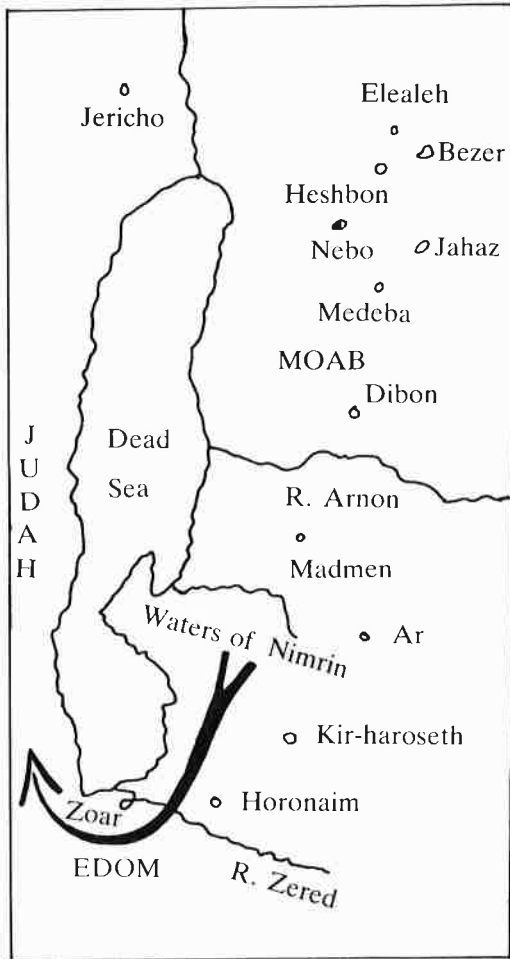 Jericho
Elealeh
Bezer
Heshbon
Nebo
Jahaz
Medeba
MOAB
Dibon
JUDAH
Dead
Sea
R. Arnon
Madmen
Waters of Nimrin
Ar
Kir-haroseth
Zoar
Horonaim
EDOM
R. Zered